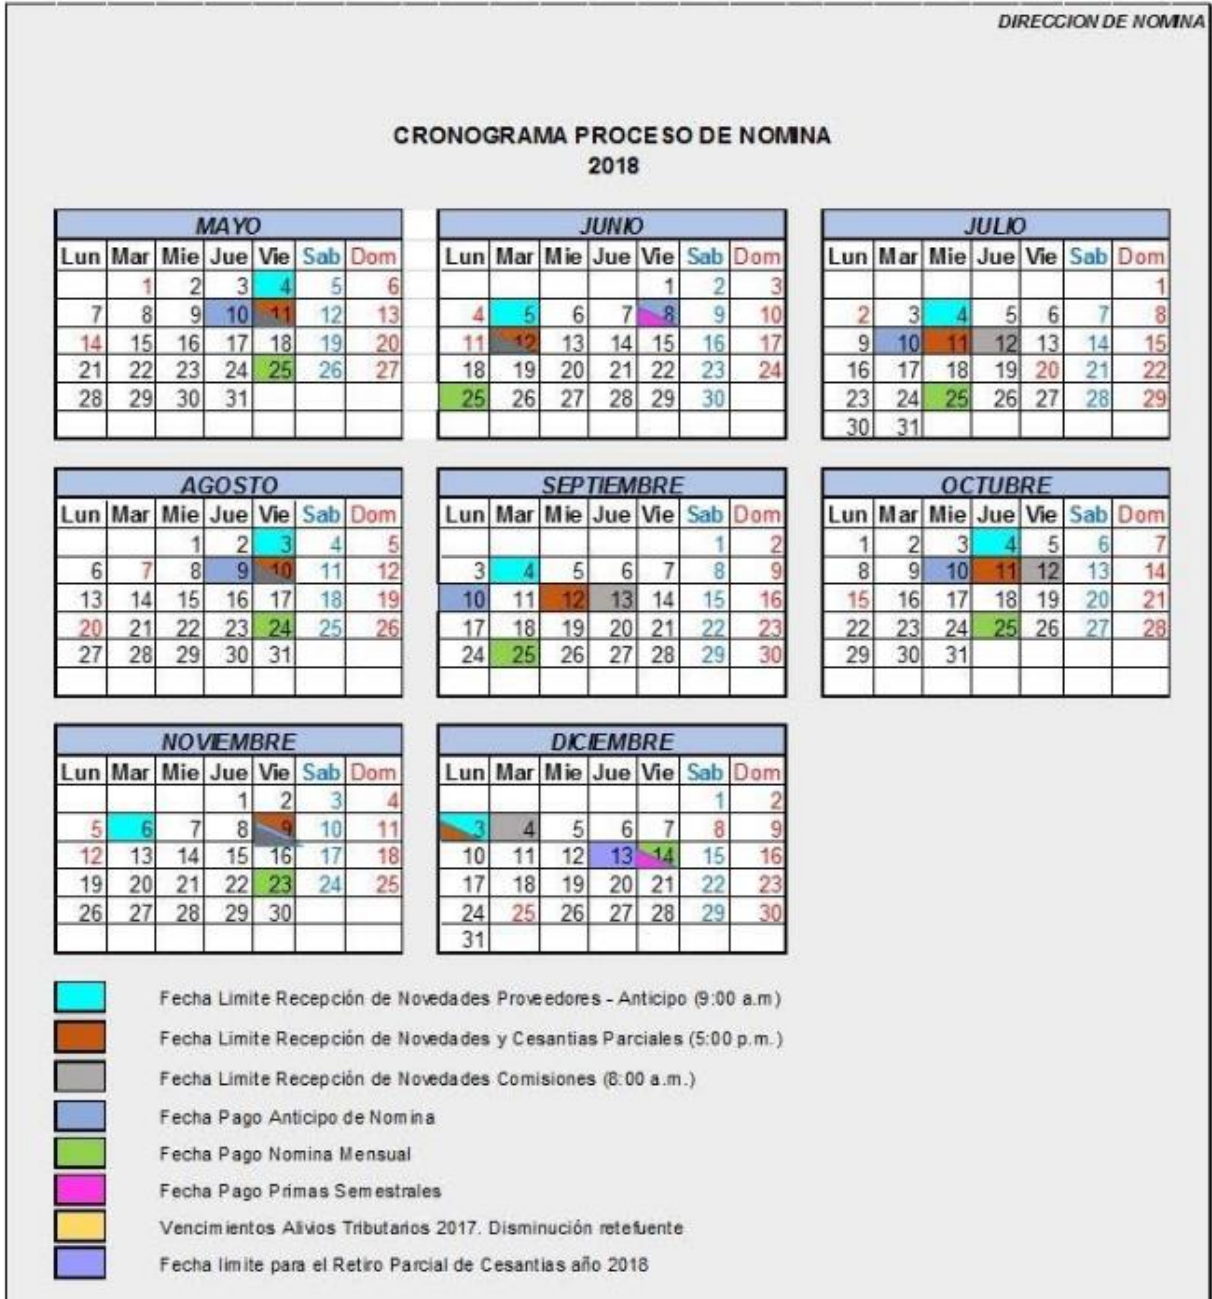 DIRECCION DE NOMINA
CRONOGRAMA PROCESO DE NOMINA
2018
MAYO
Lun Mar Mie Jue Vie Sab Dom
1 2 3 4 5 6
7 8 9 10 11 12 13
14 15 16 17 18 19 20
21 22 23 24 25 26 27
28 29 30 31
JUNIO
Lun Mar Mie Jue Vie Sab Dom
1 2 3
4 5 6 7 8 9 10
11 12 13 14 15 16 17
18 19 20 21 22 23 24
25 26 27 28 29 30
JULIO
Lun Mar Mie Jue Vie Sab Dom
1
2 3 4 5 6 7 8
9 10 11 12 13 14 15
16 17 18 19 20 21 22
23 24 25 26 27 28 29
30 31
AGOSTO
Lun Mar Mie Jue Vie Sab Dom
1 2 3 4 5
6 7 8 9 10 11 12
13 14 15 16 17 18 19
20 21 22 23 24 25 26
27 28 29 30 31
SEPTIEMBRE
Lun Mar Mie Jue Vie Sab Dom
1 2
3 4 5 6 7 8 9
10 11 12 13 14 15 16
17 18 19 20 21 22 23
24 25 26 27 28 29 30
OCTUBRE
Lun Mar Mie Jue Vie Sab Dom
1 2 3 4 5 6 7
8 9 10 11 12 13 14
15 16 17 18 19 20 21
22 23 24 25 26 27 28
29 30 31
NOVIEMBRE
Lun Mar Mie Jue Vie Sab Dom
1 2 3 4
5 6 7 8 9 10 11
12 13 14 15 16 17 18
19 20 21 22 23 24 25
26 27 28 29 30
DICIEMBRE
Lun Mar Mie Jue Vie Sab Dom
1 2
3 4 5 6 7 8 9
10 11 12 13 14 15 16
17 18 19 20 21 22 23
24 25 26 27 28 29 30
31
Fecha Limite Recepción de Novedades Proveedores - Anticipo (9:00 a.m)
Fecha Limite Recepción de Novedades y Cesantias Parciales (5:00 p.m.)
Fecha Limite Recepción de Novedades Comisiones (8:00 a.m.)
Fecha Pago Anticipo de Nomina
Fecha Pago Nomina Mensual
Fecha Pago Primas Semestrales
Vencimientos Alivios Tributarios 2017. Disminución retefuente
Fecha limite para el Retiro Parcial de Cesantias año 2018